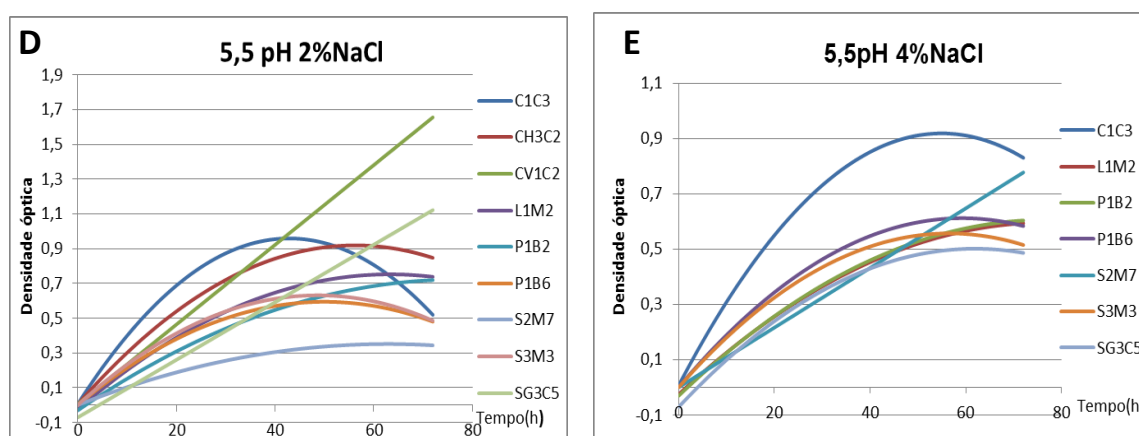 D
5,5 pH 2%NaCl
Densidade óptica
1,9
1,7
1,5
1,3
1,1
0,9
0,7
0,5
0,3
0,1
-0,1
0
20
40
60
80
Tempo(h)
C1C3
CH3C2
CV1C2
L1M2
P1B2
P1B6
S2M7
S3M3
SG3C5
E
5,5pH 4%NaCl
Densidade óptica
1,1
0,9
0,7
0,5
0,3
0,1
-0,1
0
20
40
60
80
Tempo(h)
C1C3
L1M2
P1B2
P1B6
S2M7
S3M3
SG3C5